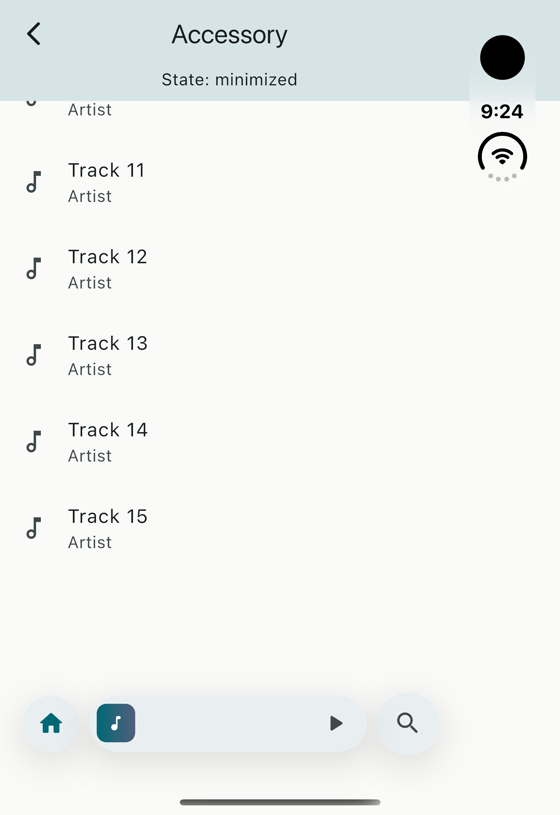 Accessory
State: minimized
9:24
Artist
Track 11
Artist
Track 12
Artist
Track 13
Artist
Track 14
Artist
Track 15
Artist